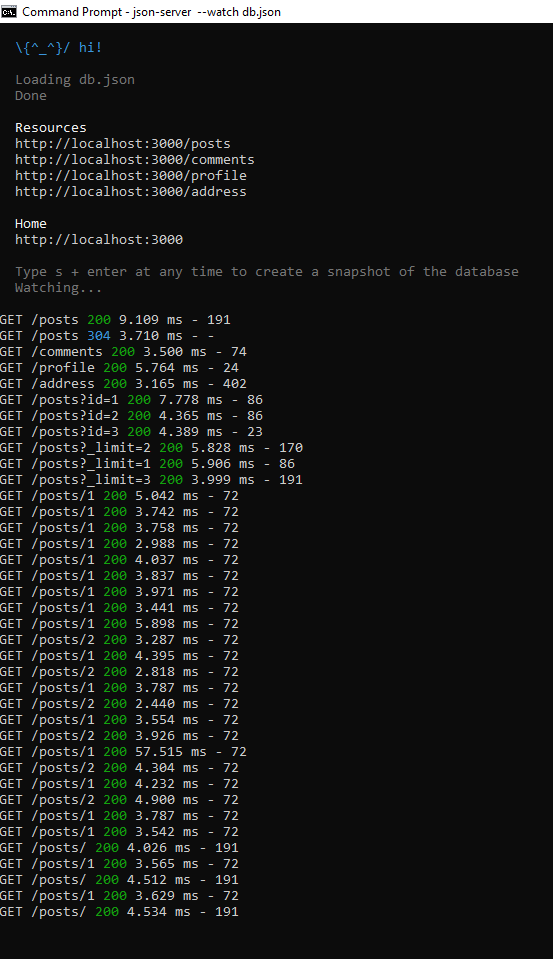 Command Prompt - json-server --watch db.json
\{^_^}/ hi!
Loading db.json
Done
Resources
http://localhost:3000/posts
http://localhost:3000/comments
http://localhost:3000/profile
http://localhost:3000/address
Home
http://localhost:3000
Type s + enter at any time to create a snapshot of the database
Watching...
GET /posts 200 9.109 ms - 191
GET /posts 304 3.710 ms - -
GET /comments 200 3.500 ms - 74
GET /profile 200 5.764 ms - 24
GET /address 200 3.165 ms - 402
GET /posts?id=1 200 7.778 ms - 86
GET /posts?id=2 200 4.365 ms - 86
GET /posts?id=3 200 4.389 ms - 23
GET /posts?_limit=2 200 5.828 ms - 170
GET /posts?_limit=1 200 5.906 ms - 86
GET /posts?_limit=3 200 3.999 ms - 191
GET /posts/1 200 5.042 ms - 72
GET /posts/1 200 3.742 ms - 72
GET /posts/1 200 3.758 ms - 72
GET /posts/1 200 2.988 ms - 72
GET /posts/1 200 4.037 ms - 72
GET /posts/1 200 3.837 ms - 72
GET /posts/1 200 3.971 ms - 72
GET /posts/1 200 3.441 ms - 72
GET /posts/1 200 5.898 ms - 72
GET /posts/2 200 3.287 ms - 72
GET /posts/1 200 4.395 ms - 72
GET /posts/2 200 2.818 ms - 72
GET /posts/1 200 3.787 ms - 72
GET /posts/2 200 2.440 ms - 72
GET /posts/1 200 3.554 ms - 72
GET /posts/2 200 3.926 ms - 72
GET /posts/1 200 57.515 ms - 72
GET /posts/2 200 4.304 ms - 72
GET /posts/1 200 4.232 ms - 72
GET /posts/2 200 4.900 ms - 72
GET /posts/1 200 3.787 ms - 72
GET /posts/1 200 3.542 ms - 72
GET /posts/ 200 4.026 ms - 191
GET /posts/1 200 3.565 ms - 72
GET /posts/ 200 4.512 ms - 191
GET /posts/1 200 3.629 ms - 72
GET /posts/ 200 4.534 ms - 191